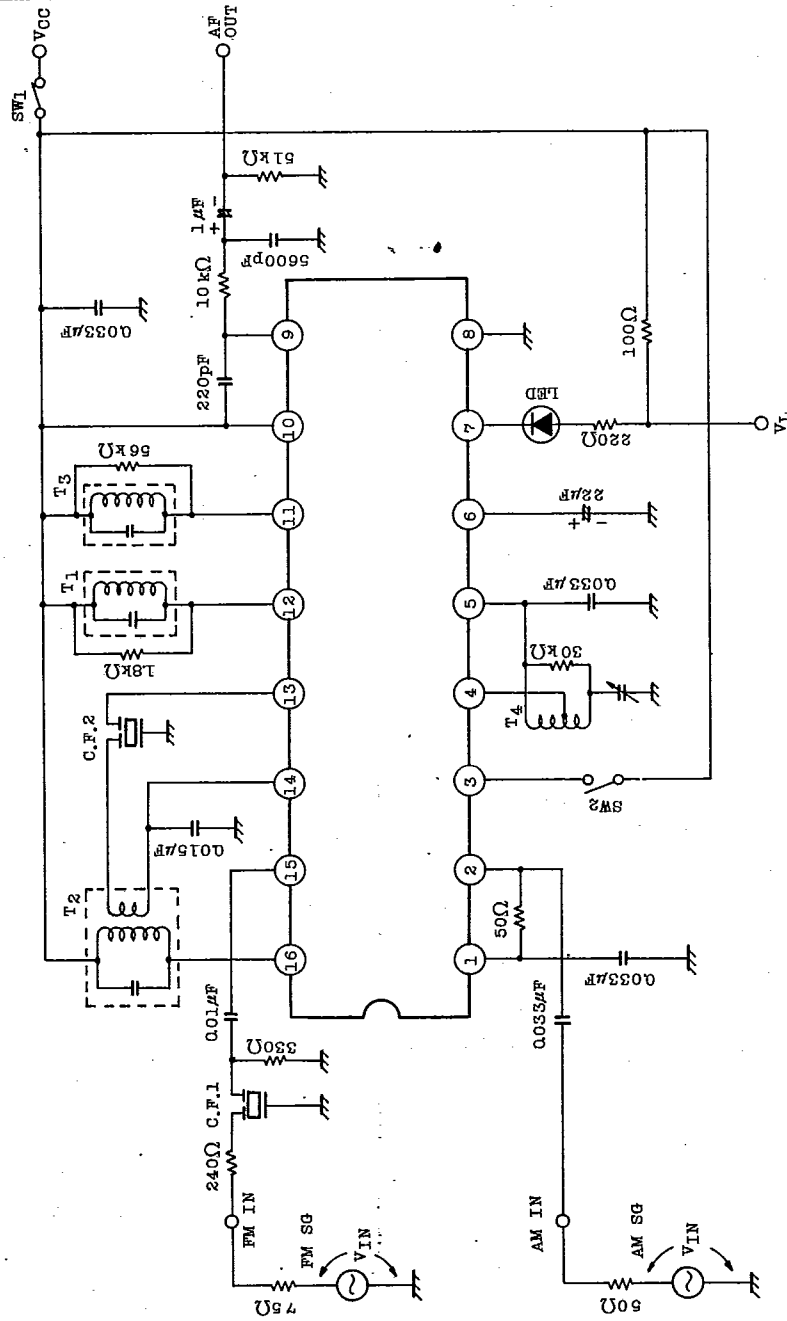 SW1
VCC
AF
OUT
0.033µF
51kΩ
1µF
+ -
5600pF
10kΩ
220pF
T3
56kΩ
T1
1.8kΩ
C.F.2
T2
0.015µF
0.01µF
330Ω
C.F.1
240Ω
FM IN
FM SG
VIN
75Ω
16
15
14
13
12
11
10
9
1
2
3
4
5
6
7
8
50Ω
0.033µF
0.033µF
AM IN
AM SG
VIN
50Ω
SW2
T4
30kΩ
0.033µF
+ -
22µF
LED
220Ω
100Ω
VL